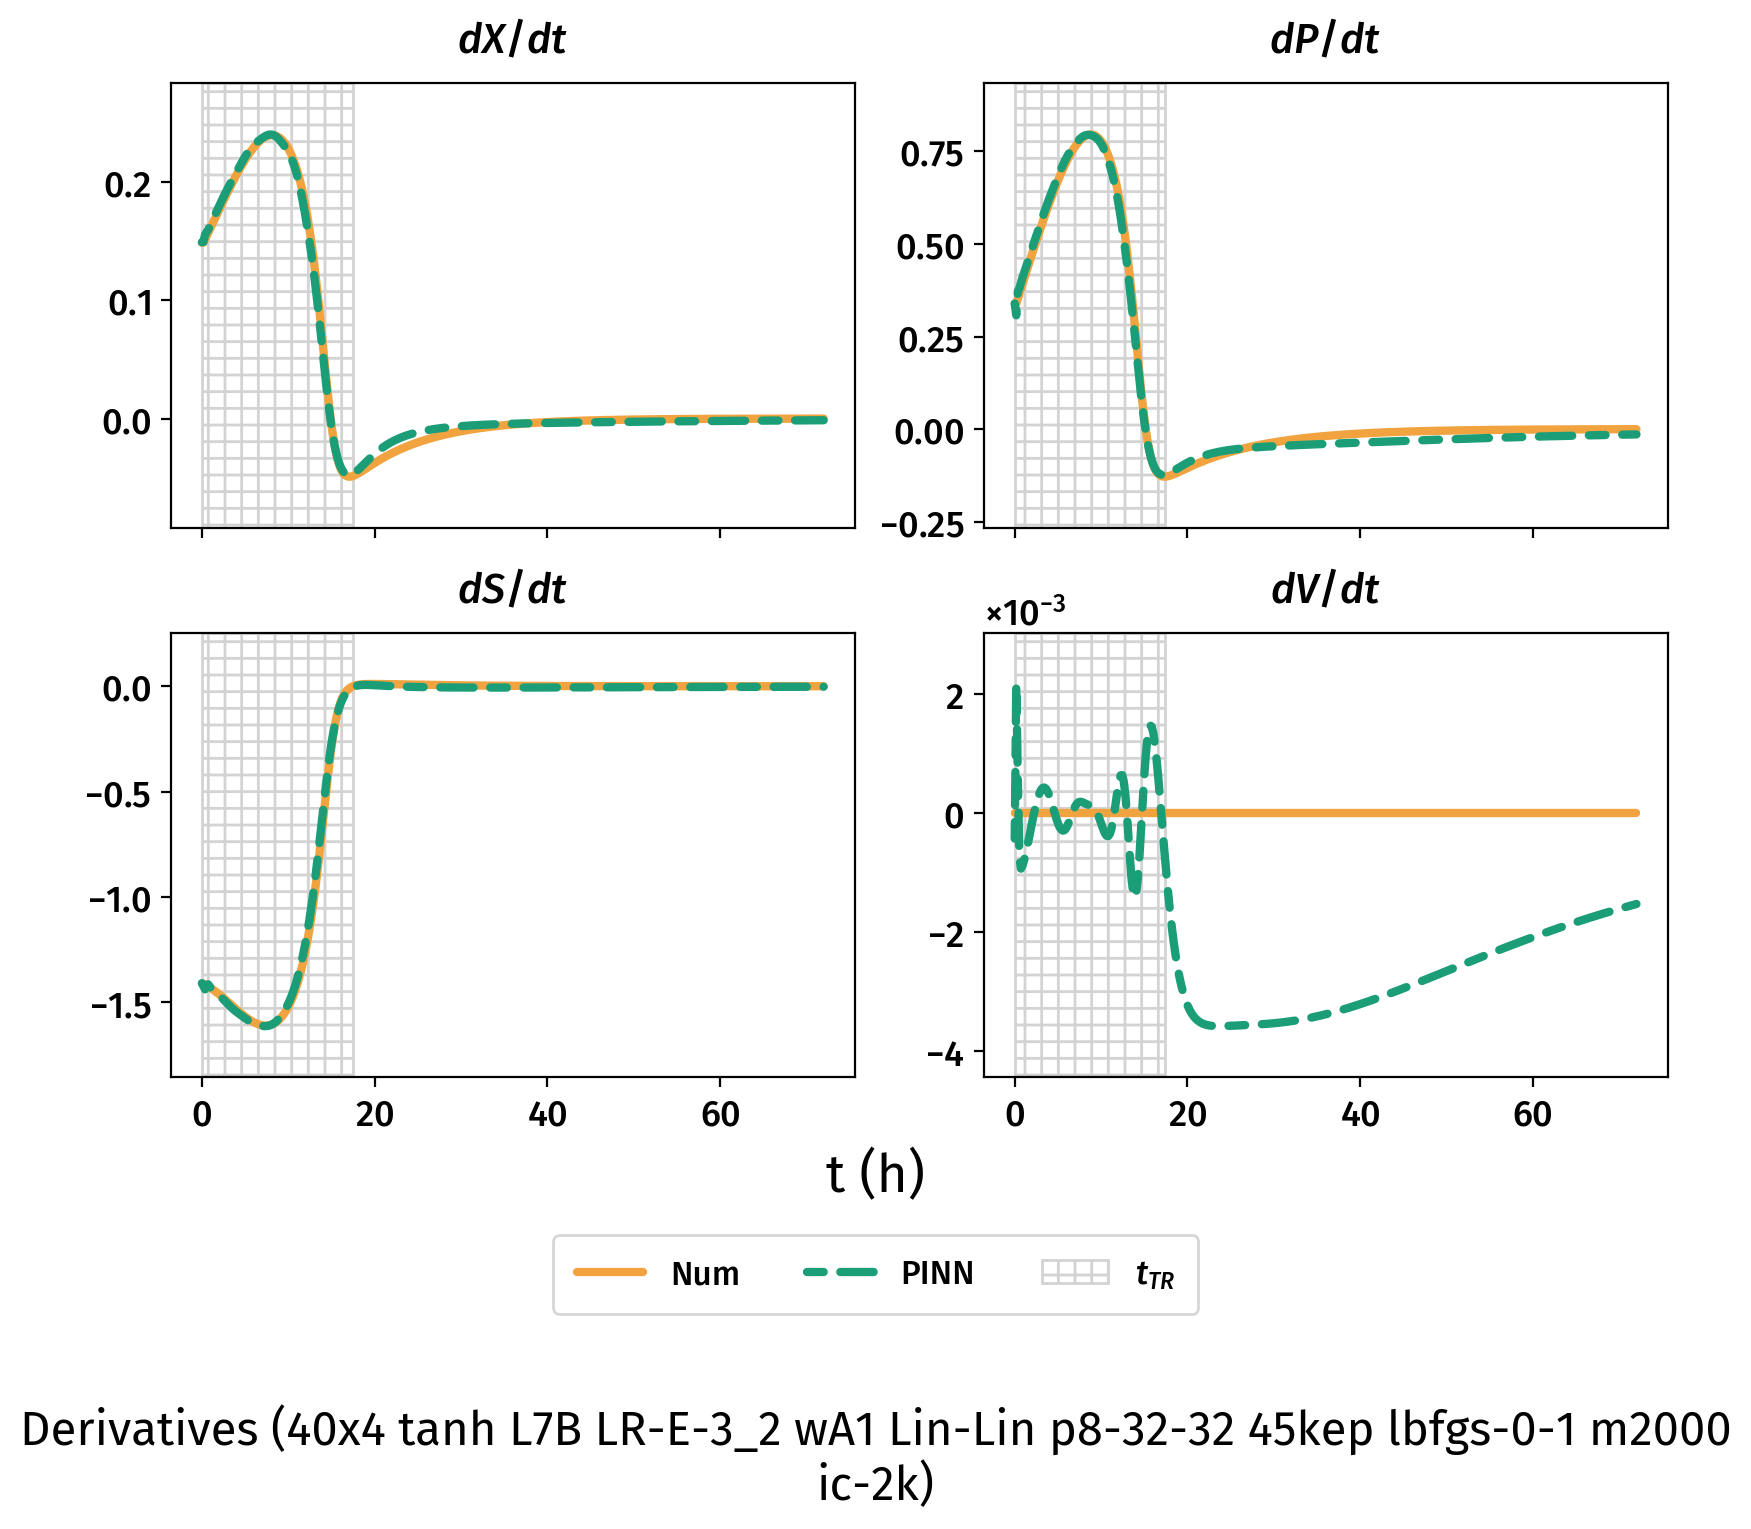 dX/dt
dP/dt
0.2
0.1
0.0
0.75
0.50
0.25
0.00
−0.25
dS/dt
dV/dt
×10⁻³
0.0
−0.5
−1.0
−1.5
2
0
−2
−4
0 20 40 60
0 20 40 60
t (h)
Num PINN t_TR
Derivatives (40x4 tanh L7B LR-E-3_2 wA1 Lin-Lin p8-32-32 45kep lbfgs-0-1 m2000
ic-2k)